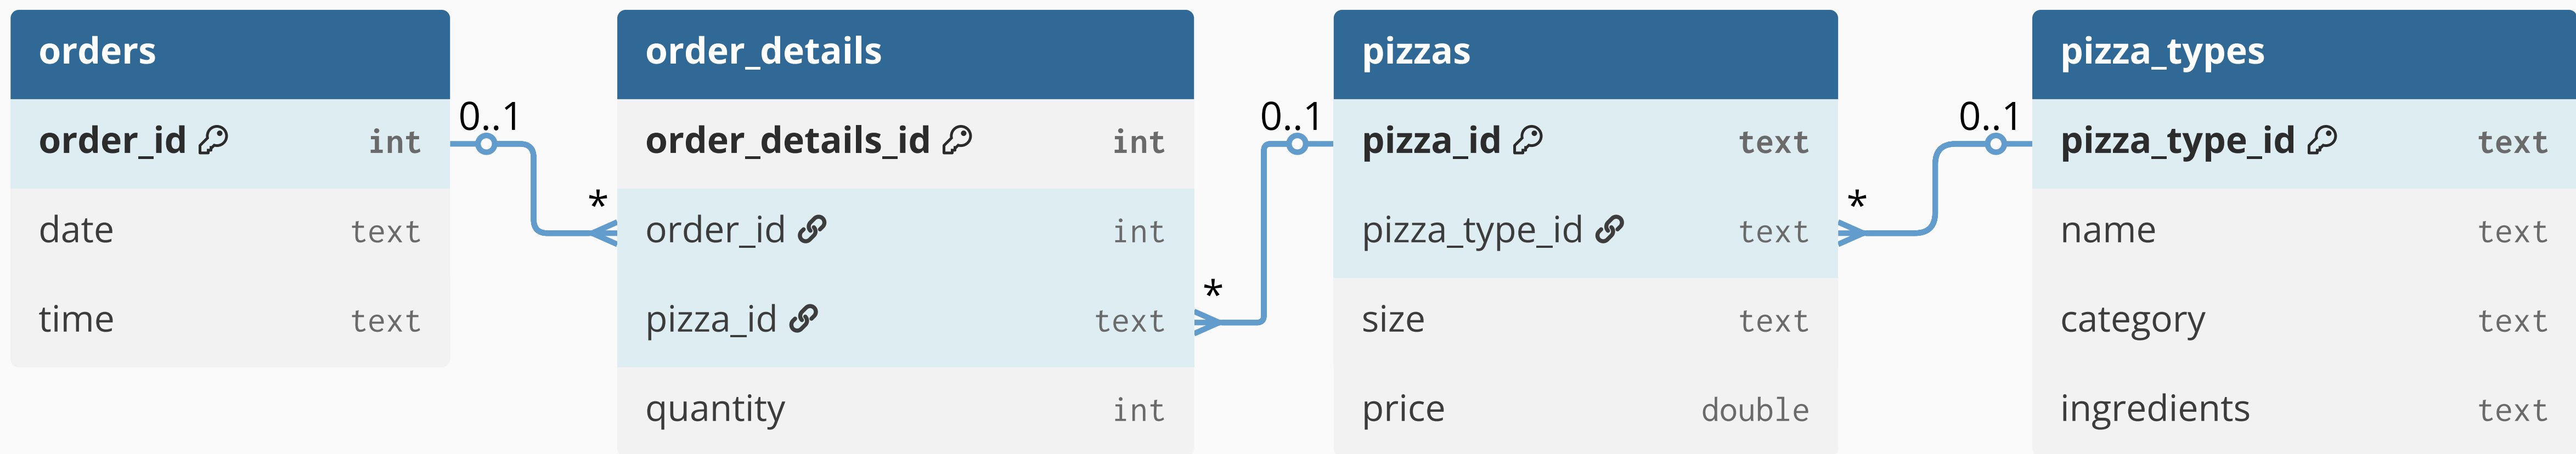 orders
order_id int
date text
time text
0..1
*
order_details
order_details_id int
order_id int
pizza_id text
quantity int
0..1
*
pizzas
pizza_id text
pizza_type_id text
size text
price double
0..1
*
pizza_types
pizza_type_id text
name text
category text
ingredients text